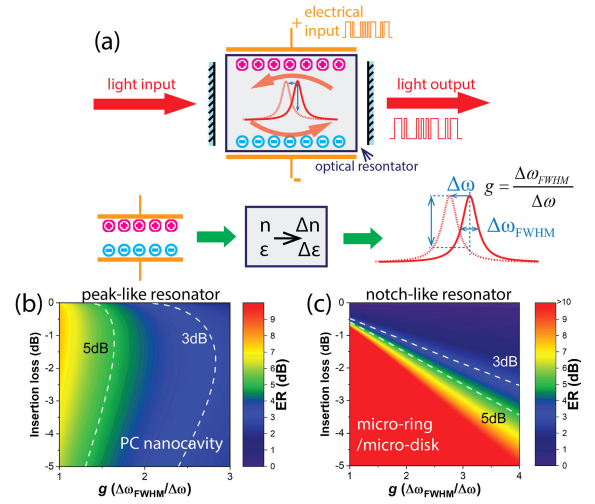 (a)
electrical
+ input
light input
light output
optical resontator
-
Δω
g = Δω_FWHM / Δω
n → Δn
ε Δε
Δω_FWHM
(b) peak-like resonator
(c) notch-like resonator
0
-1
-2
-3
-4
-5
Insertion loss (dB)
5dB
3dB
PC nanocavity
1 2 3
g (Δω_FWHM/Δω)
9
8
7
6
5
4
3
2
1
0
ER (dB)
0
-1
-2
-3
-4
-5
Insertion loss (dB)
3dB
5dB
micro-ring
/micro-disk
1 2 3 4
g (Δω_FWHM/Δω)
>10
9
8
7
6
5
4
3
2
1
0
ER (dB)